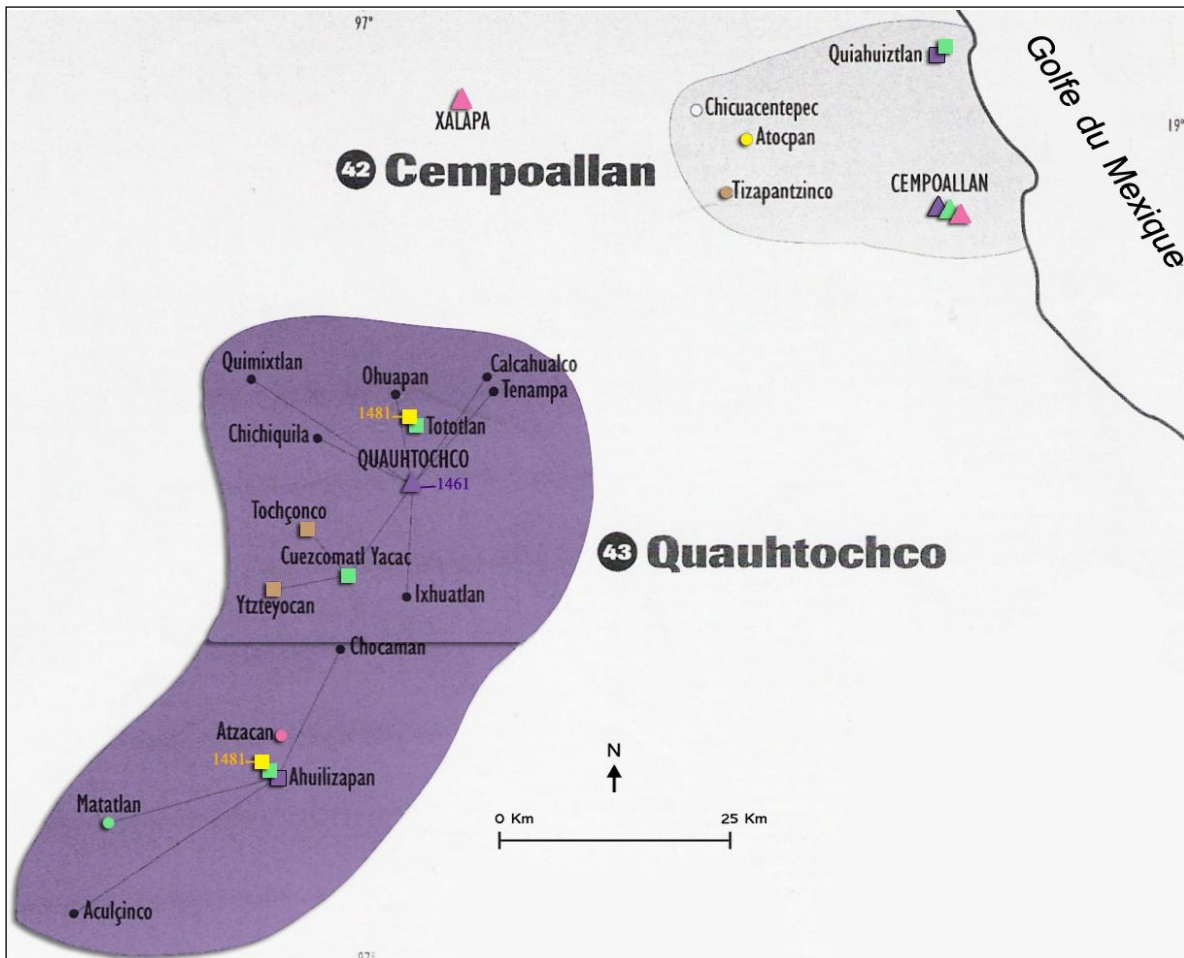 97°
Golfe du Mexique
Quiahuiztlan
Chicuacentepec
XALAPA
19°
Atocpan
42 Cempoallan
CEMPOALLAN
Tizapantzinco
Quimixtlan
Ohuapan
Calcahualco
Tenampa
1481
Tototlan
Chichiquila
QUAUHTOCHCO
1461
Tochçonco
43 Quauhtochco
Cuezcomatl Yacac
Ytzteyocan
Ixhuatlan
Chocaman
Atzacan
N
1481
Ahuilizapan
Matatlan
0 Km 25 Km
Aculçinco
97°